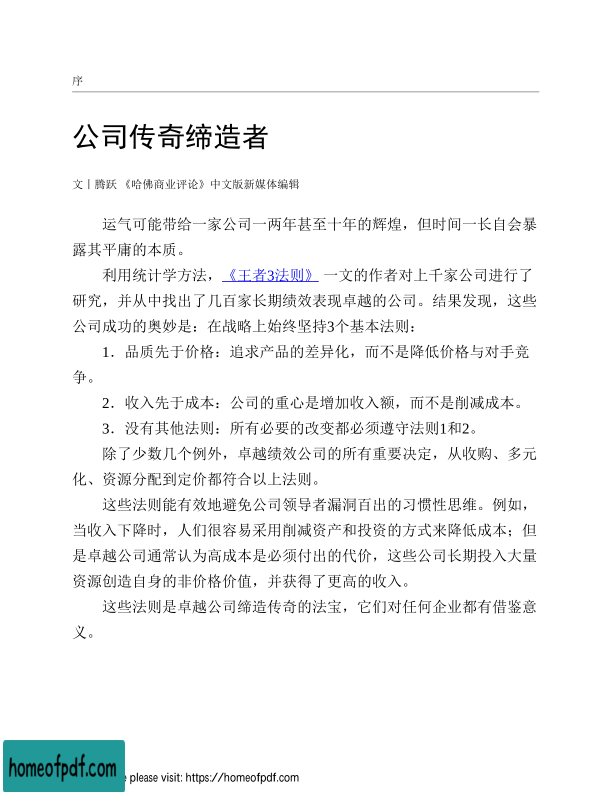 序
公司传奇缔造者
文丨腾跃 《哈佛商业评论》中文版新媒体编辑
运气可能带给一家公司一两年甚至十年的辉煌，但时间一长自会暴
露其平庸的本质。
利用统计学方法，《王者3法则》 一文的作者对上千家公司进行了
研究，并从中找出了几百家长期绩效表现卓越的公司。结果发现，这些
公司成功的奥妙是：在战略上始终坚持3个基本法则：
1．品质先于价格：追求产品的差异化，而不是降低价格与对手竞
争。
2．收入先于成本：公司的重心是增加收入额，而不是削减成本。
3．没有其他法则：所有必要的改变都必须遵守法则1和2。
除了少数几个例外，卓越绩效公司的所有重要决定，从收购、多元
化、资源分配到定价都符合以上法则。
这些法则能有效地避免公司领导者漏洞百出的习惯性思维。例如，
当收入下降时，人们很容易采用削减资产和投资的方式来降低成本；但
是卓越公司通常认为高成本是必须付出的代价，这些公司长期投入大量
资源创造自身的非价格价值，并获得了更高的收入。
这些法则是卓越公司缔造传奇的法宝，它们对任何企业都有借鉴意
义。
homeofpdf.com
please visit: https://homeofpdf.com